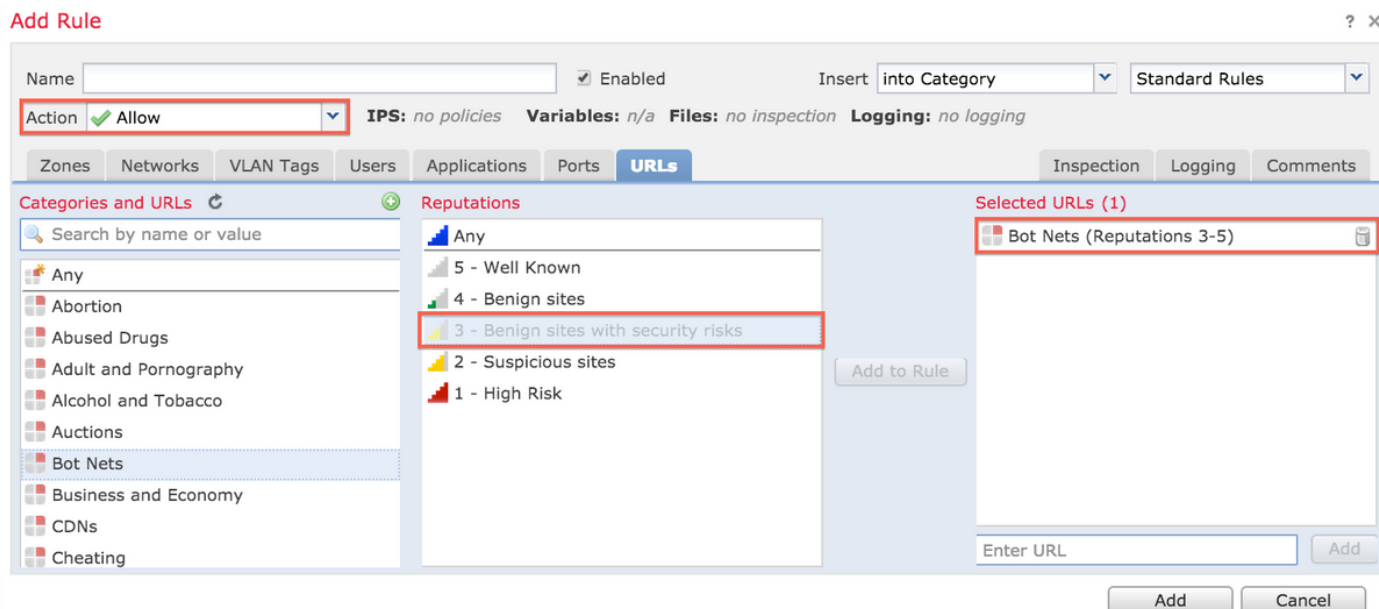 Add Rule ? ×
Name Enabled Insert into Category Standard Rules
Action Allow IPS: no policies Variables: n/a Files: no inspection Logging: no logging
Zones Networks VLAN Tags Users Applications Ports URLs Inspection Logging Comments
Categories and URLs
Search by name or value
Any
Abortion
Abused Drugs
Adult and Pornography
Alcohol and Tobacco
Auctions
Bot Nets
Business and Economy
CDNs
Cheating
Reputations
Any
5 - Well Known
4 - Benign sites
3 - Benign sites with security risks
2 - Suspicious sites
1 - High Risk
Add to Rule
Selected URLs (1)
Bot Nets (Reputations 3-5)
Enter URL Add
Add Cancel